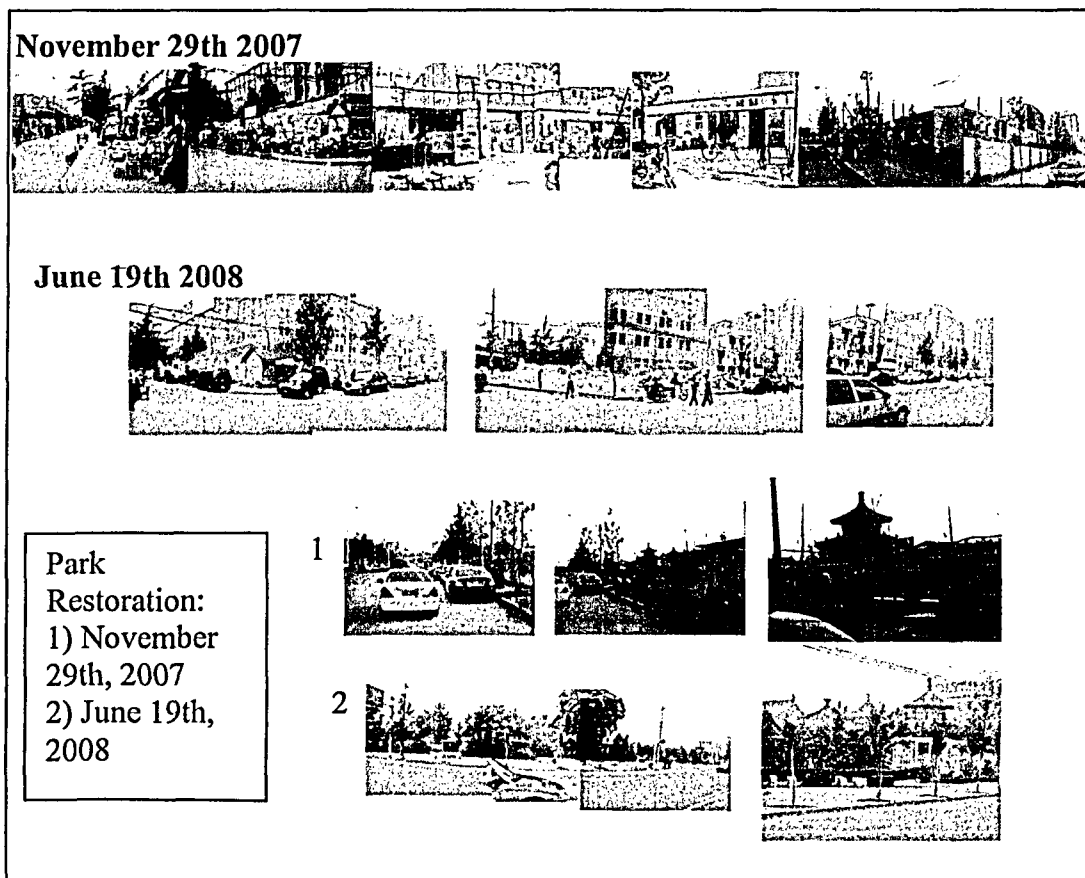 November 29th 2007
June 19th 2008
1
Park
Restoration:
1) November
29th, 2007
2) June 19th,
2008
2